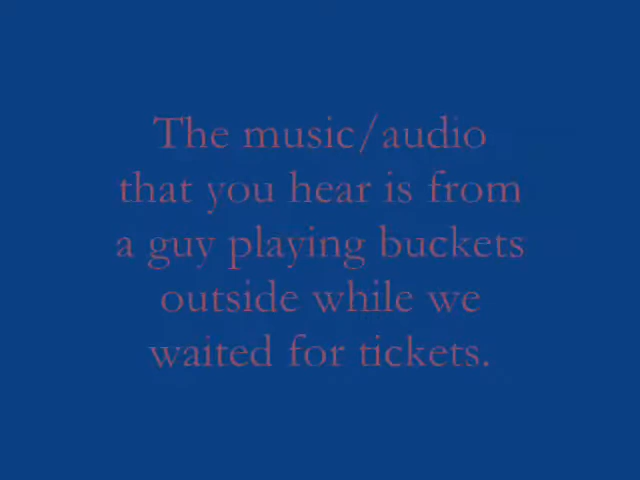 The music/audio
that you hear is from
a guy playing buckets
outside while we
waited for tickets.